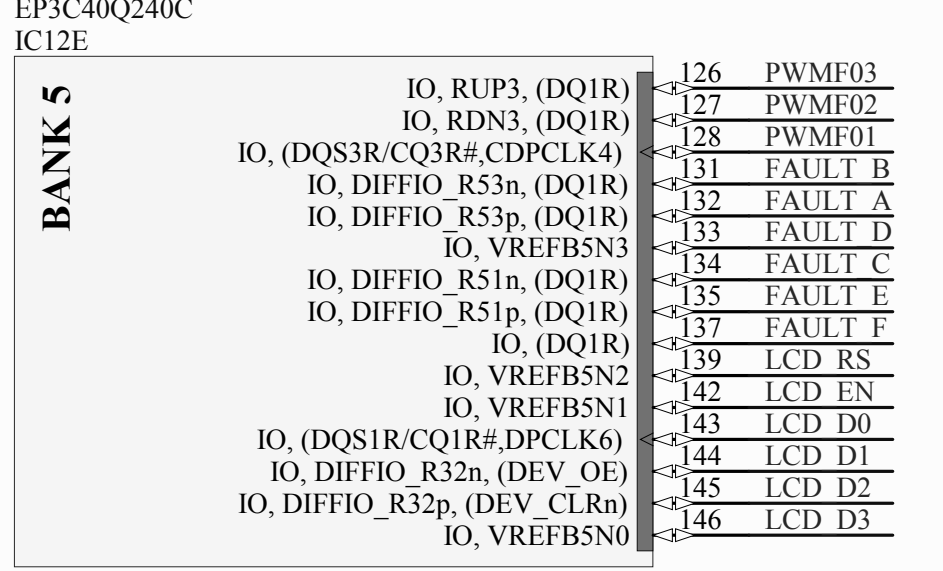 EP3C40Q240C
IC12E
BANK 5
IO, RUP3, (DQ1R) 126 PWMF03
IO, RDN3, (DQ1R) 127 PWMF02
IO, (DQS3R/CQ3R#,CDPCLK4) 128 PWMF01
IO, DIFFIO_R53n, (DQ1R) 131 FAULT_B
IO, DIFFIO_R53p, (DQ1R) 132 FAULT_A
IO, VREFB5N3 133 FAULT_D
IO, DIFFIO_R51n, (DQ1R) 134 FAULT_C
IO, DIFFIO_R51p, (DQ1R) 135 FAULT_E
IO, (DQ1R) 137 FAULT_F
IO, VREFB5N2 139 LCD_RS
IO, VREFB5N1 142 LCD_EN
IO, (DQS1R/CQ1R#,DPCLK6) 143 LCD_D0
IO, DIFFIO_R32n, (DEV_OE) 144 LCD_D1
IO, DIFFIO_R32p, (DEV_CLRn) 145 LCD_D2
IO, VREFB5N0 146 LCD_D3